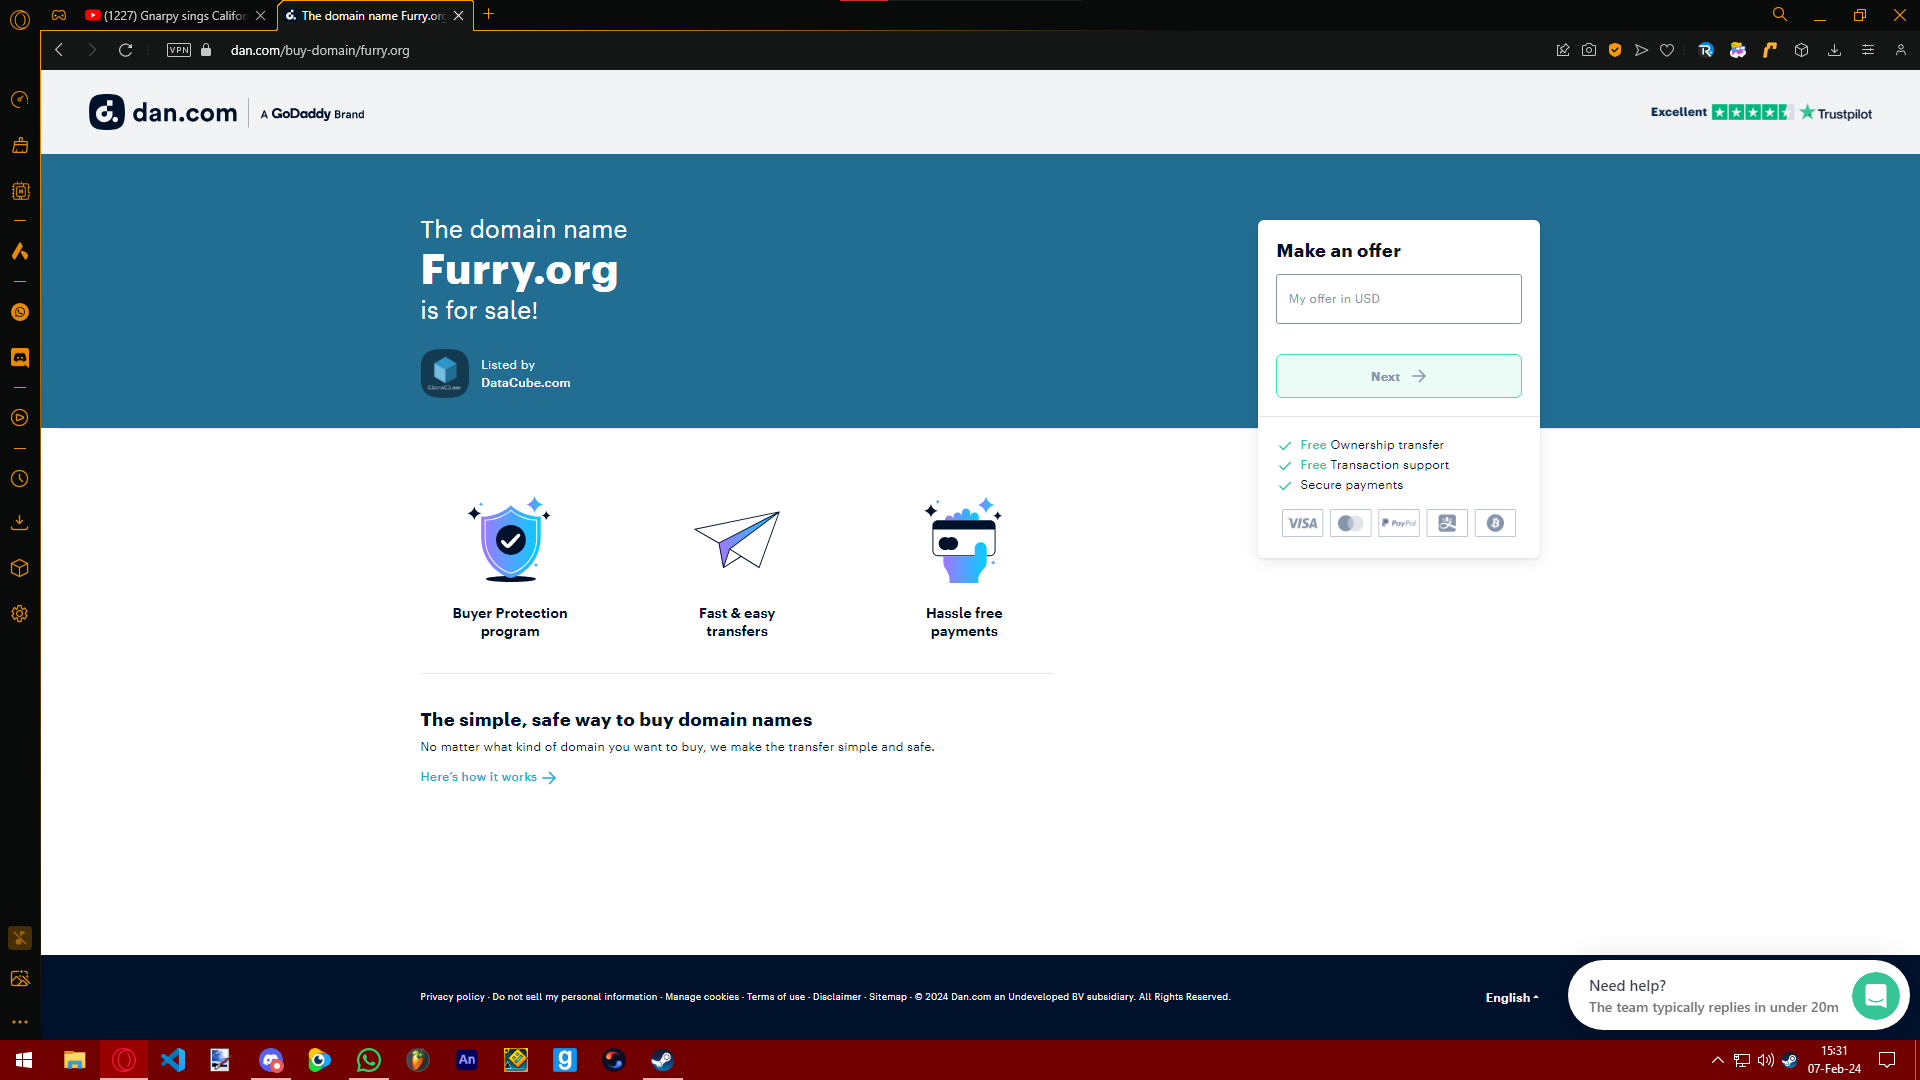 (1227) Gnarpy sings Califor
The domain name Furry.org
VPN
dan.com/buy-domain/furry.org
dan.com
A GoDaddy Brand
Excellent
Trustpilot
The domain name
Furry.org
is for sale!
Listed by
DataCube.com
Make an offer
My offer in USD
Next
Free Ownership transfer
Free Transaction support
Secure payments
VISA
PayPal
Buyer Protection
program
Fast & easy
transfers
Hassle free
payments
The simple, safe way to buy domain names
No matter what kind of domain you want to buy, we make the transfer simple and safe.
Here's how it works
Privacy policy · Do not sell my personal information · Manage cookies · Terms of use · Disclaimer · Sitemap · © 2024 Dan.com an Undeveloped BV subsidiary. All Rights Reserved.
English
Need help?
The team typically replies in under 20m
An
g
15:31
07-Feb-24